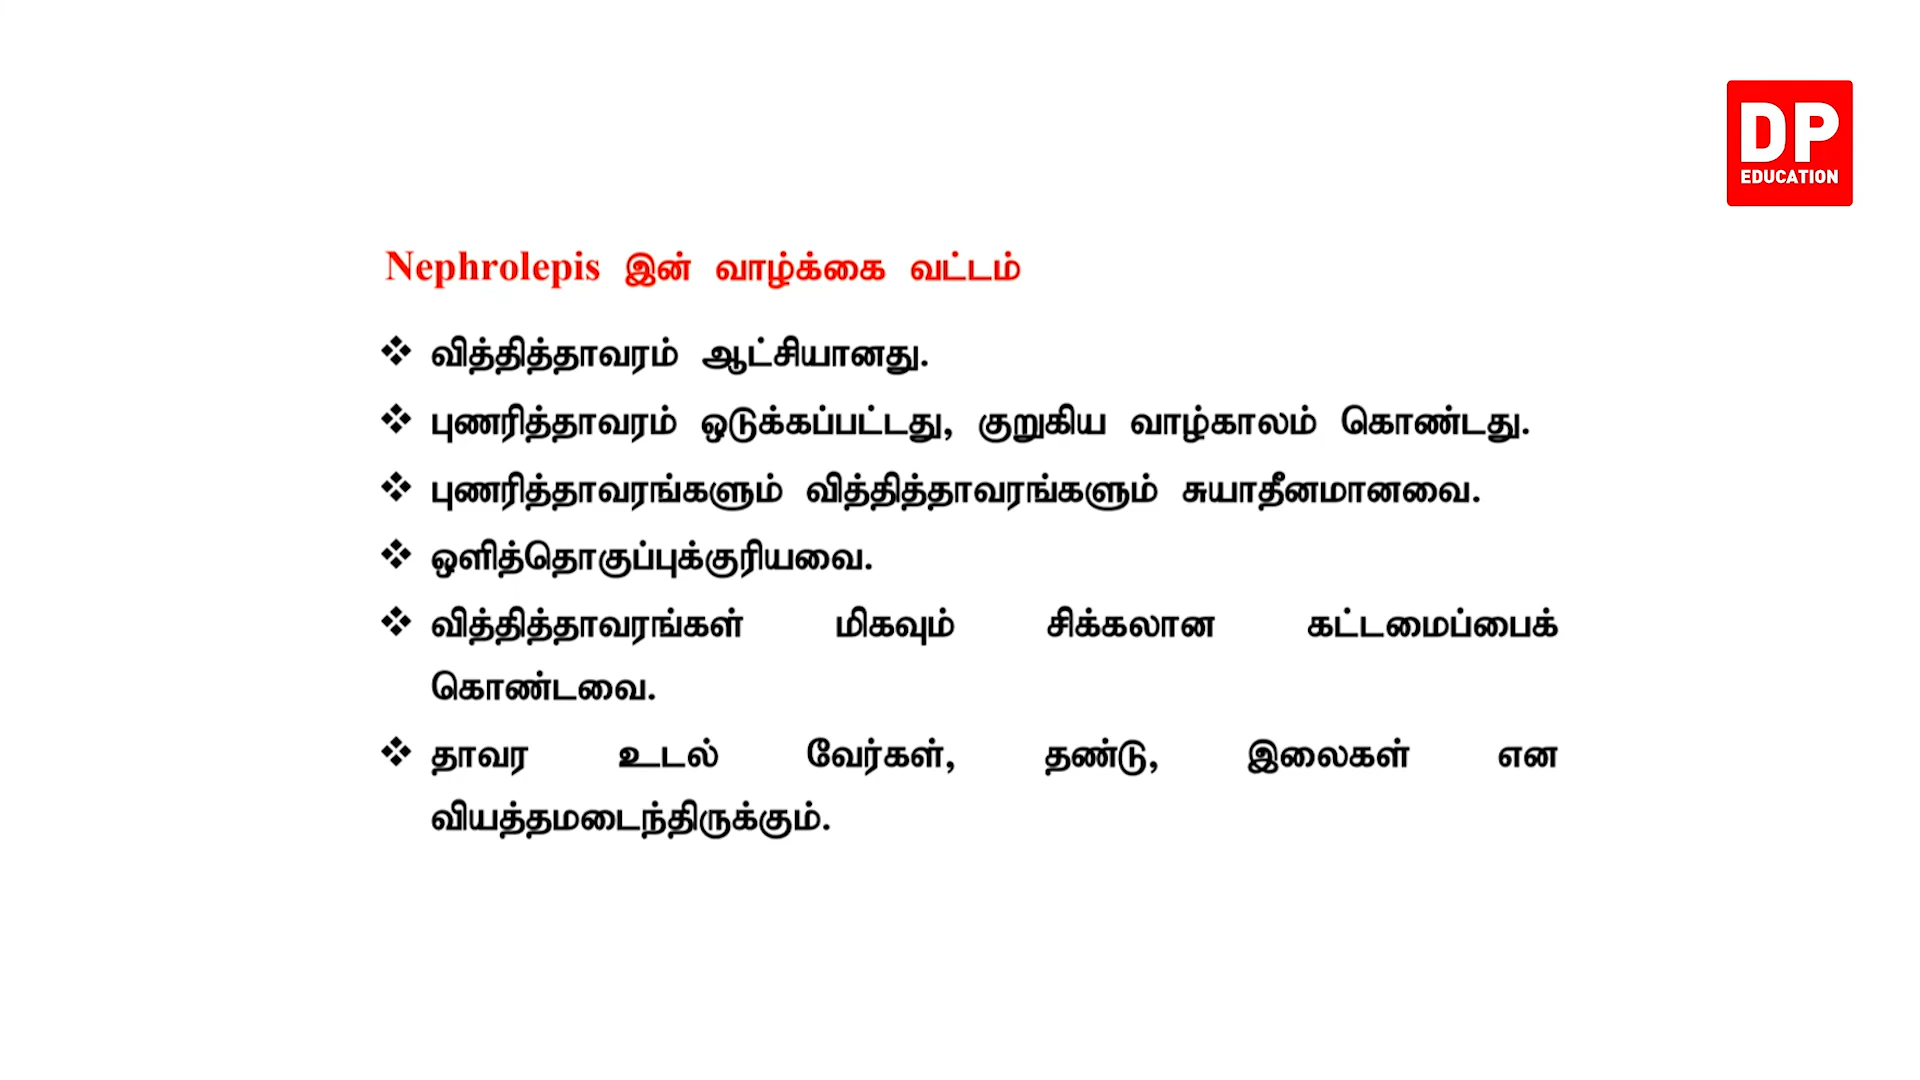 DP
EDUCATION
Nephrolepis இன் வாழ்க்கை வட்டம்
❖ வித்தித்தாவரம் ஆட்சியானது.
❖ புணரித்தாவரம் ஒடுக்கப்பட்டது, குறுகிய வாழ்காலம் கொண்டது.
❖ புணரித்தாவரங்களும் வித்தித்தாவரங்களும் சுயாதீனமானவை.
❖ ஒளித்தொகுப்புக்குரியவை.
❖ வித்தித்தாவரங்கள் மிகவும் சிக்கலான கட்டமைப்பைக்
கொண்டவை.
❖ தாவர உடல் வேர்கள், தண்டு, இலைகள் என
வியத்தமடைந்திருக்கும்.